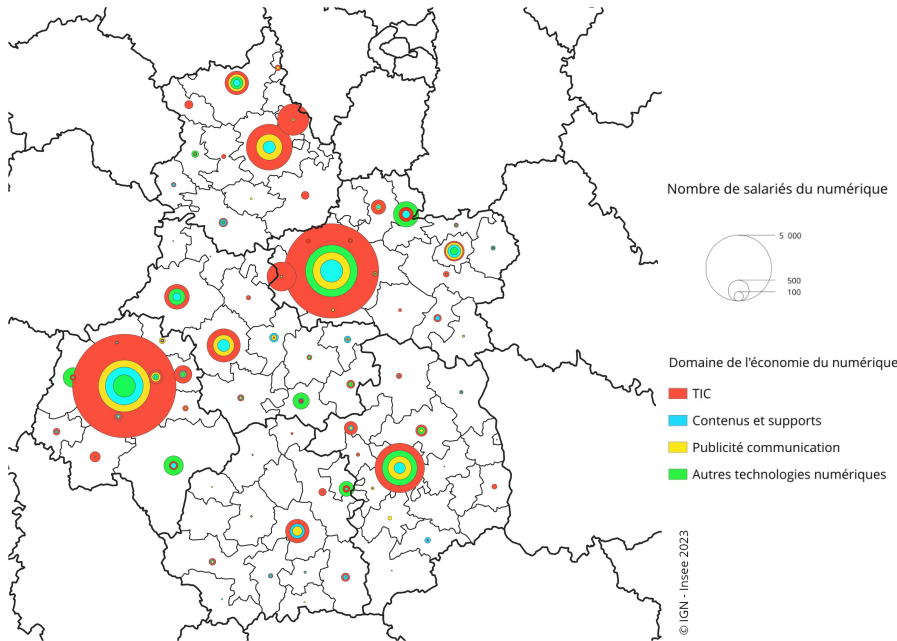 Nombre de salariés du numérique
5 000
500
100
Domaine de l'économie du numérique
TIC
Contenus et supports
Publicité communication
Autres technologies numériques
© IGN - Insee 2023